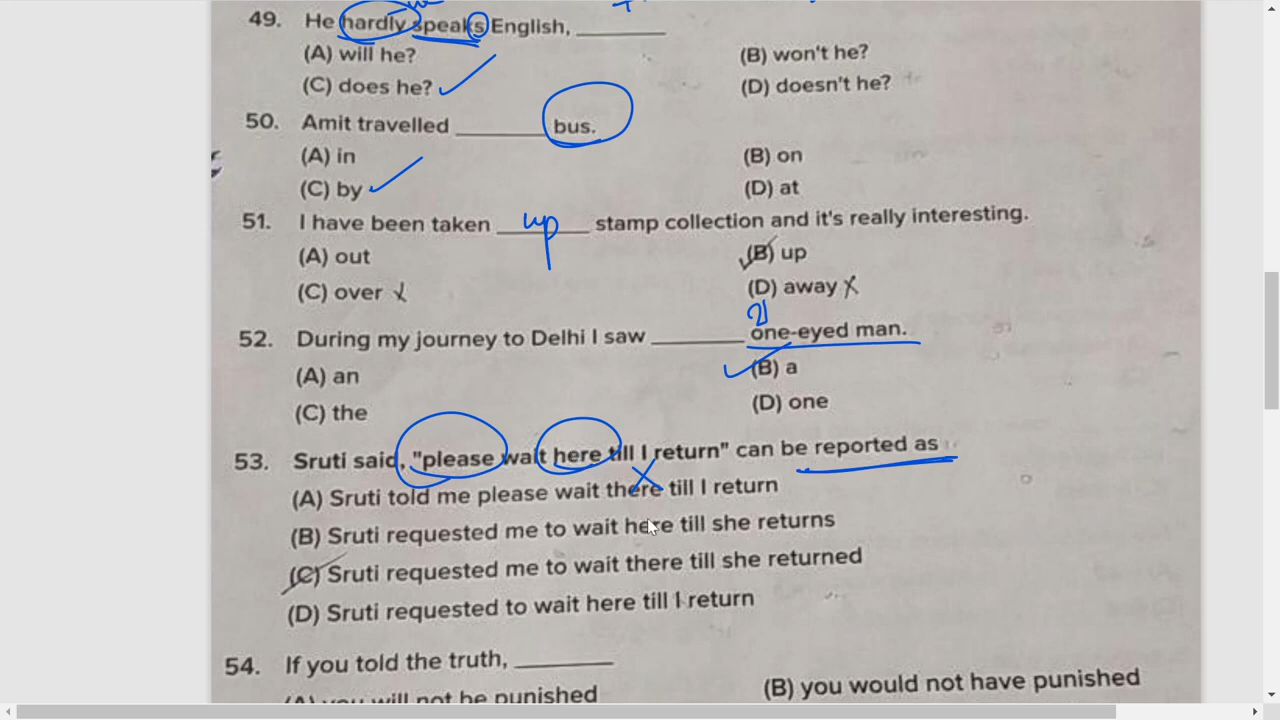 49. He hardly speaks English, ________
(A) will he? (B) won't he?
(C) does he? (D) doesn't he?
50. Amit travelled ________ bus.
(A) in (B) on
(C) by (D) at
51. I have been taken up stamp collection and it's really interesting.
(A) out (B) up
(C) over (D) away
52. During my journey to Delhi I saw ________ one-eyed man.
(A) an (B) a
(C) the (D) one
53. Sruti said, "please wait here till I return" can be reported as
(A) Sruti told me please wait there till I return
(B) Sruti requested me to wait here till she returns
(C) Sruti requested me to wait there till she returned
(D) Sruti requested to wait here till I return
54. If you told the truth, ________
(A) you will not be punished (B) you would not have punished